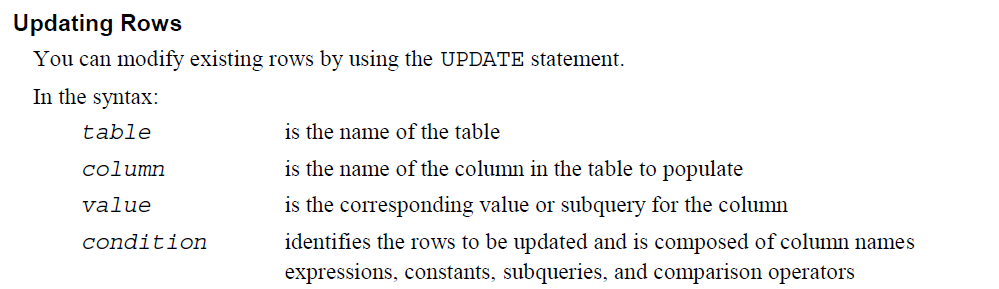 Updating Rows
You can modify existing rows by using the UPDATE statement.
In the syntax:
table is the name of the table
column is the name of the column in the table to populate
value is the corresponding value or subquery for the column
condition identifies the rows to be updated and is composed of column names
expressions, constants, subqueries, and comparison operators